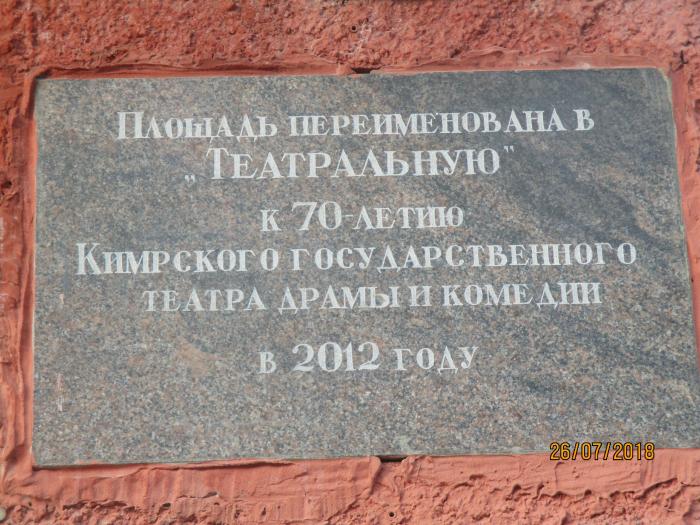 Площадь переименована в
„Театральную"
к 70-летию
Кимрского государственного
театра драмы и комедии
в 2012 году
26/07/2018